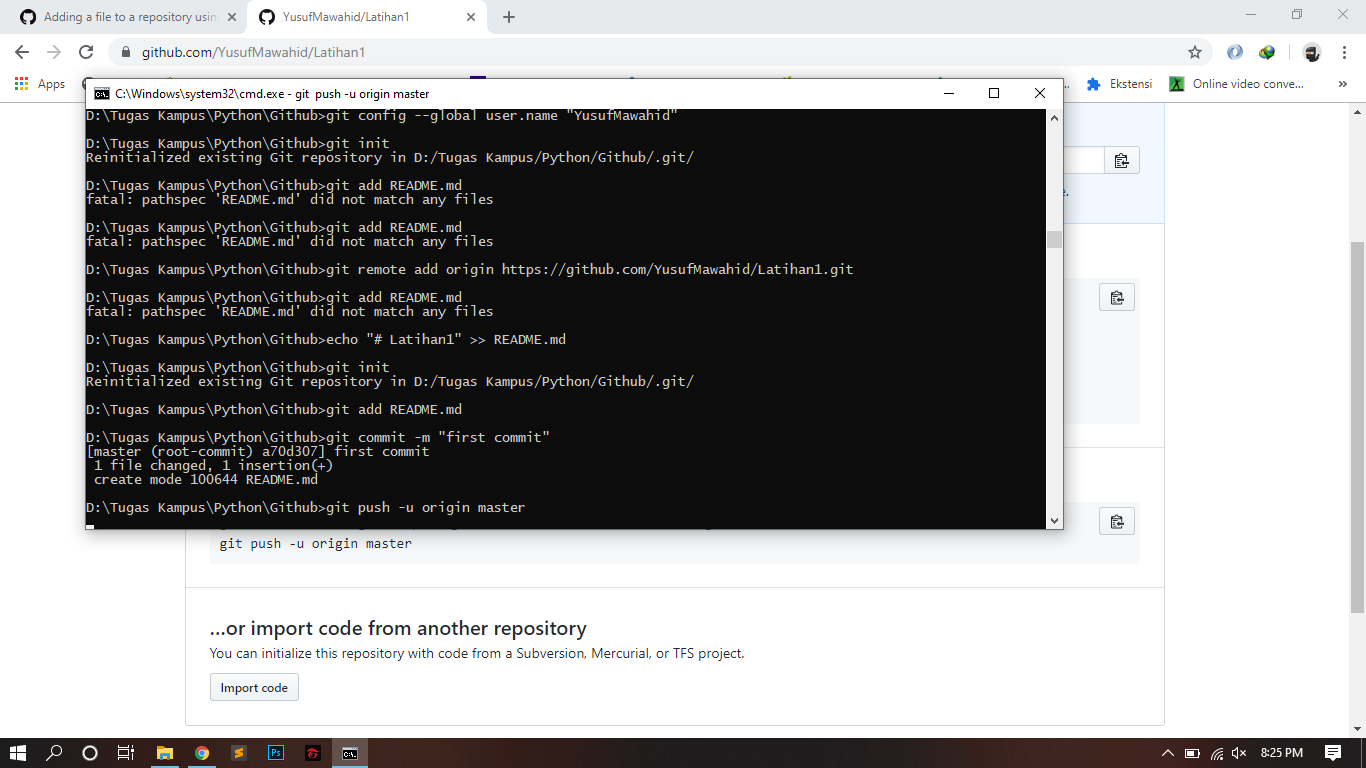 Adding a file to a repository usin
YusufMawahid/Latihan1
github.com/YusufMawahid/Latihan1
Apps
Ekstensi
Online video conve...
C:\Windows\system32\cmd.exe - git push -u origin master
D:\Tugas Kampus\Python\Github>git config --global user.name "YusufMawahid"
D:\Tugas Kampus\Python\Github>git init
Reinitialized existing Git repository in D:/Tugas Kampus/Python/Github/.git/
D:\Tugas Kampus\Python\Github>git add README.md
fatal: pathspec 'README.md' did not match any files
D:\Tugas Kampus\Python\Github>git add README.md
fatal: pathspec 'README.md' did not match any files
D:\Tugas Kampus\Python\Github>git remote add origin https://github.com/YusufMawahid/Latihan1.git
D:\Tugas Kampus\Python\Github>git add README.md
fatal: pathspec 'README.md' did not match any files
D:\Tugas Kampus\Python\Github>echo "# Latihan1" >> README.md
D:\Tugas Kampus\Python\Github>git init
Reinitialized existing Git repository in D:/Tugas Kampus/Python/Github/.git/
D:\Tugas Kampus\Python\Github>git add README.md
D:\Tugas Kampus\Python\Github>git commit -m "first commit"
[master (root-commit) a70d307] first commit
1 file changed, 1 insertion(+)
create mode 100644 README.md
D:\Tugas Kampus\Python\Github>git push -u origin master
git push -u origin master
...or import code from another repository
You can initialize this repository with code from a Subversion, Mercurial, or TFS project.
Import code
Ps
8:25 PM